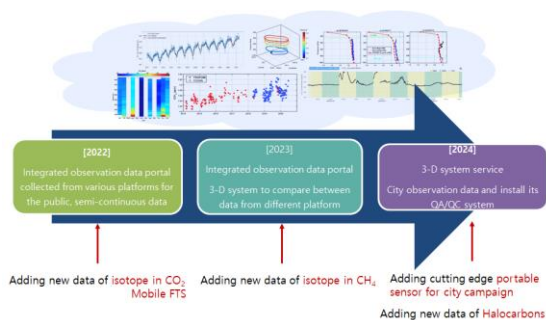 [2022]
Integrated observation data portal
collected from various platforms for
the public, semi-continuous data
[2023]
Integrated observation data portal
3-D system to compare between
data from different platform
[2024]
3-D system service
City observation data and install its
QA/QC system
Adding new data of isotope in CO2
Mobile FTS
Adding new data of isotope in CH4
Adding cutting edge portable
sensor for city campaign
Adding new data of Halocarbons